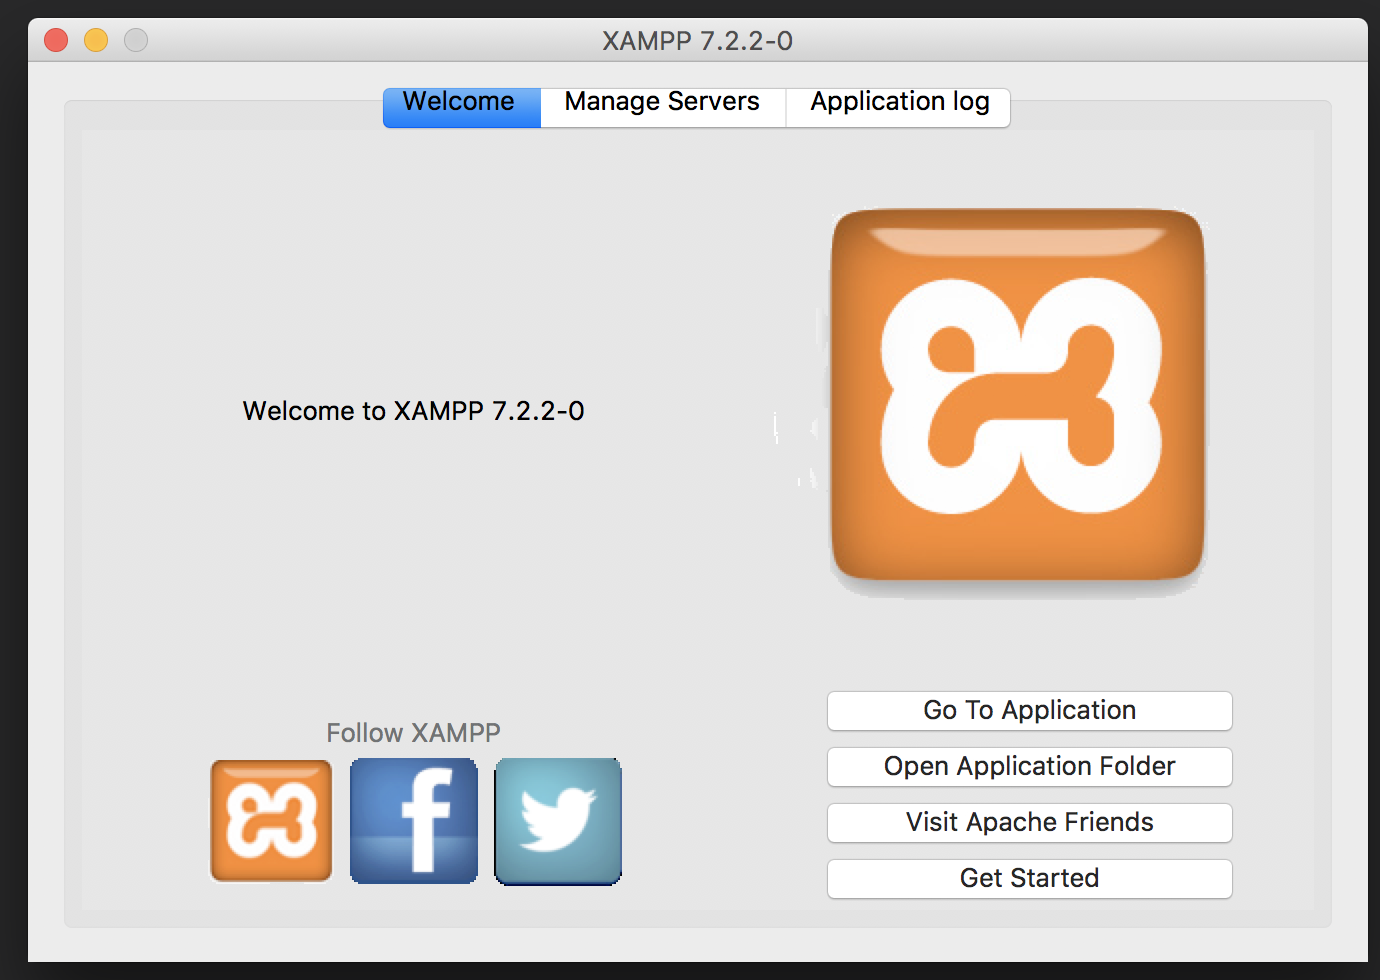 XAMPP 7.2.2-0
Welcome
Manage Servers
Application log
Welcome to XAMPP 7.2.2-0
Follow XAMPP
Go To Application
Open Application Folder
Visit Apache Friends
Get Started